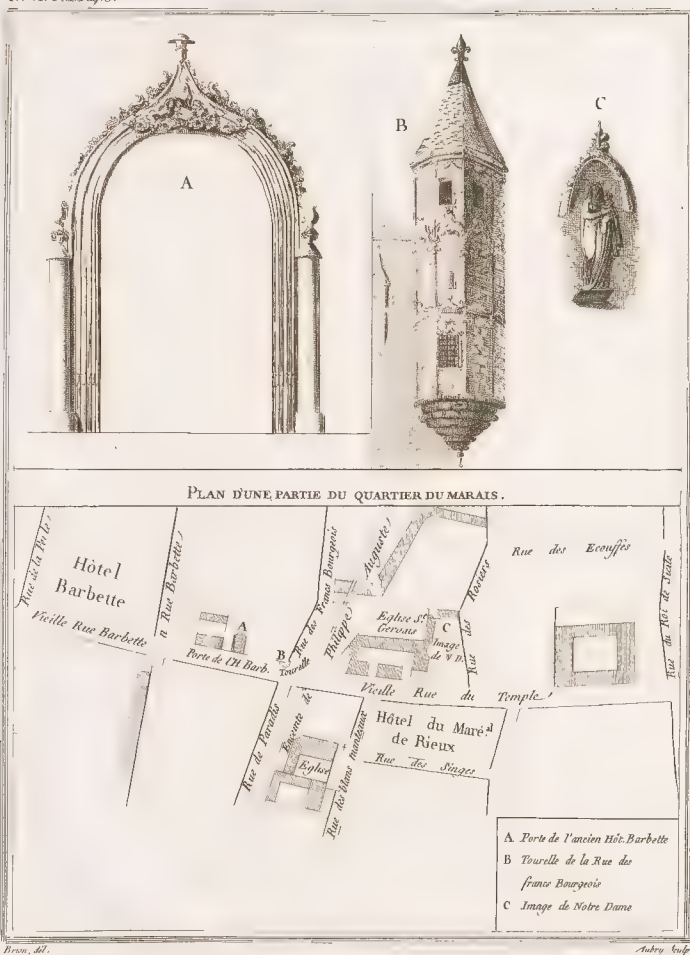 A
B
C
PLAN D'UNE PARTIE DU QUARTIER DU MARAIS.
Rue de la Perle
Hôtel
Barbette
Vieille Rue Barbette
Rue Barbette
A
Porte de l'H. Barb.
B
Tourelle
Rue des Francs Bourgeois
Philippe Auguste
Enceinte de
Eglise St.
Gervais
C
Image
de N D.
Rue des Rosiers
Rue des Ecouffes
Rue du Roi de Sicile
Vieille Rue du Temple
Rue de Paradis
Eglise
Rue des blans manteaux
Hôtel du Maré.al
de Rieux
Rue des Singes
A Porte de l'ancien Hôt. Barbette
B Tourelle de la Rue des
francs Bourgeois
C Image de Notre Dame
Brion, del.
Aubry Sculp